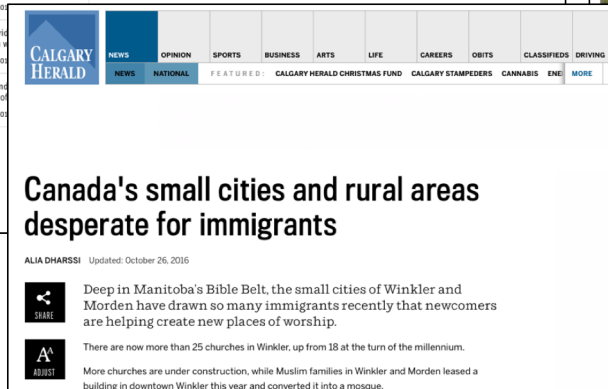 CALGARY
HERALD
NEWS OPINION SPORTS BUSINESS ARTS LIFE CAREERS OBITS CLASSIFIEDS DRIVING
NEWS NATIONAL FEATURED: CALGARY HERALD CHRISTMAS FUND CALGARY STAMPEDERS CANNABIS ENE MORE
Canada's small cities and rural areas
desperate for immigrants
ALIA DHARSSI Updated: October 26, 2016
SHARE
Deep in Manitoba's Bible Belt, the small cities of Winkler and
Morden have drawn so many immigrants recently that newcomers
are helping create new places of worship.
AA
ADJUST
There are now more than 25 churches in Winkler, up from 18 at the turn of the millennium.
More churches are under construction, while Muslim families in Winkler and Morden leased a
building in downtown Winkler this year and converted it into a mosque.